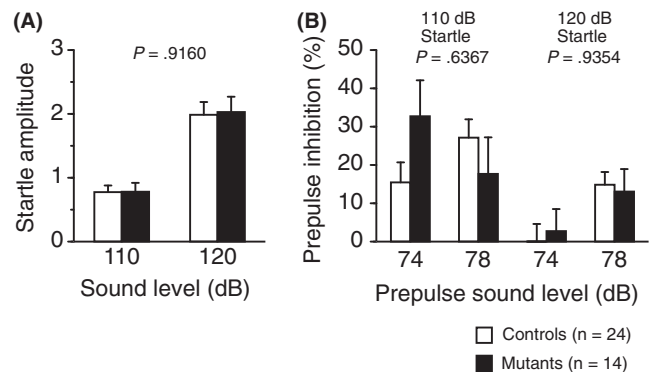 (A)
P = .9160
Startle amplitude
3
2
1
0
110 120
Sound level (dB)
(B)
110 dB 120 dB
Startle Startle
P = .6367 P = .9354
Prepulse inhibition (%)
50
40
30
20
10
0
74 78 74 78
Prepulse sound level (dB)
Controls (n = 24)
Mutants (n = 14)